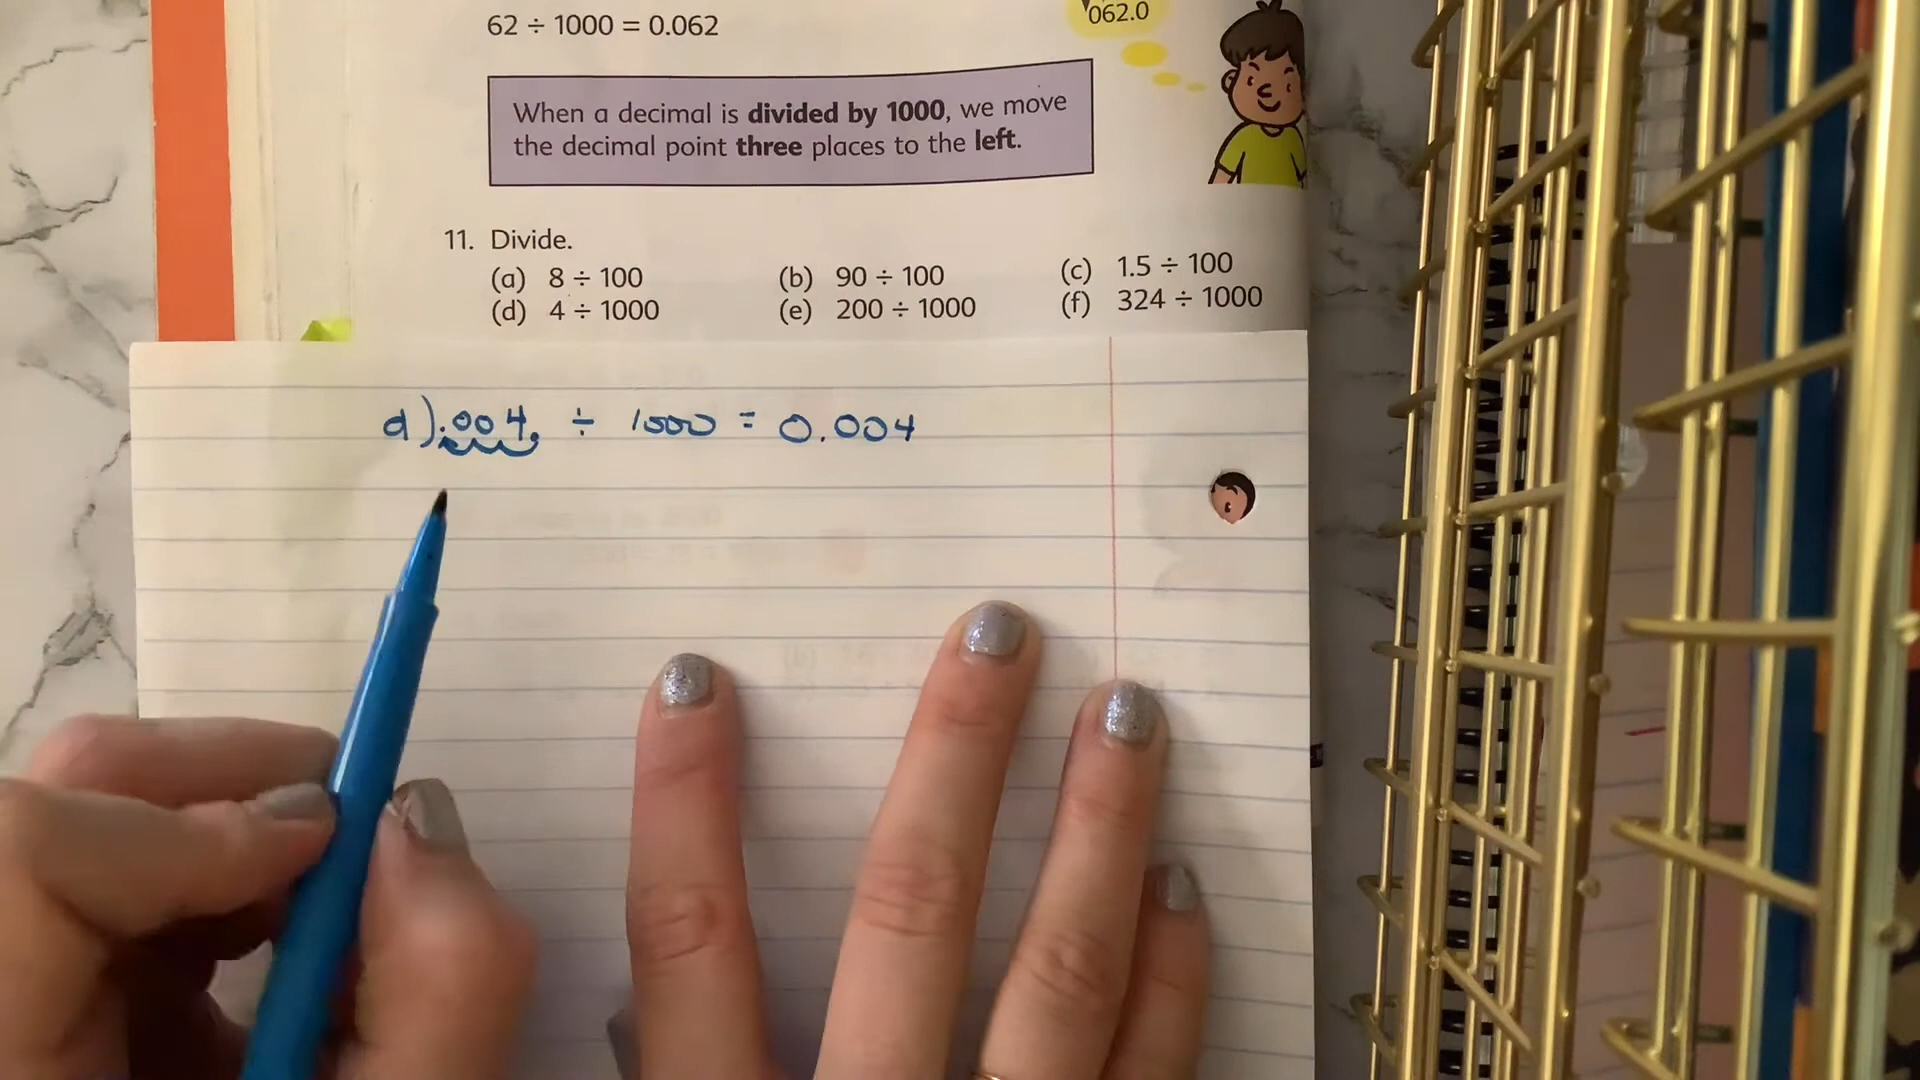 62 ÷ 1000 = 0.062
062.0
When a decimal is divided by 1000, we move
the decimal point three places to the left.
11. Divide.
(a) 8 ÷ 100 (b) 90 ÷ 100 (c) 1.5 ÷ 100
(d) 4 ÷ 1000 (e) 200 ÷ 1000 (f) 324 ÷ 1000
d) .004. ÷ 1000 = 0.004